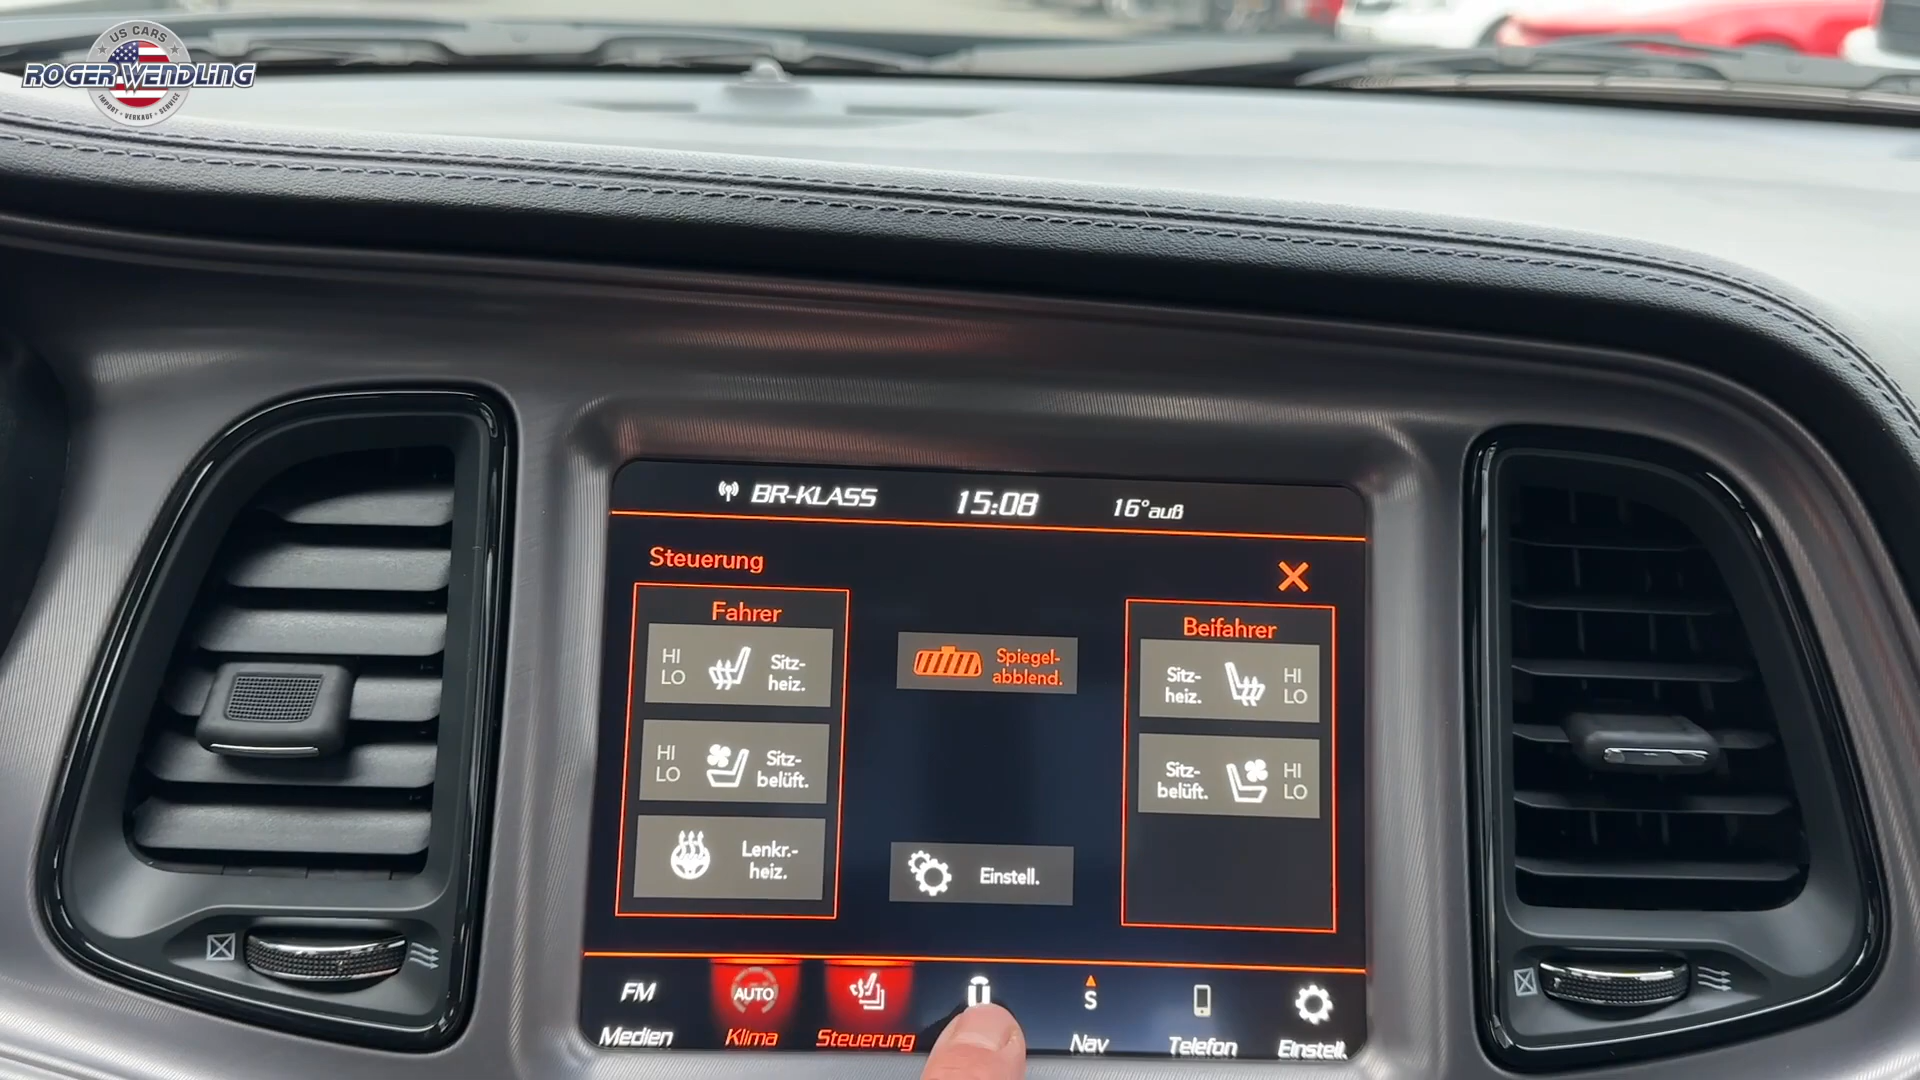 US CARS
ROGER WENDLING
IMPORT • VERKAUF • SERVICE
BR-KLASS 15:08 16°auß
Steuerung
Fahrer
HI
LO
Sitz-
heiz.
HI
LO
Sitz-
belüft.
Lenkr.-
heiz.
Spiegel-
abblend.
Einstell.
Beifahrer
Sitz-
heiz.
HI
LO
Sitz-
belüft.
HI
LO
FM
Medien
AUTO
Klima
Steuerung
S
Nav
Telefon
Einstell.